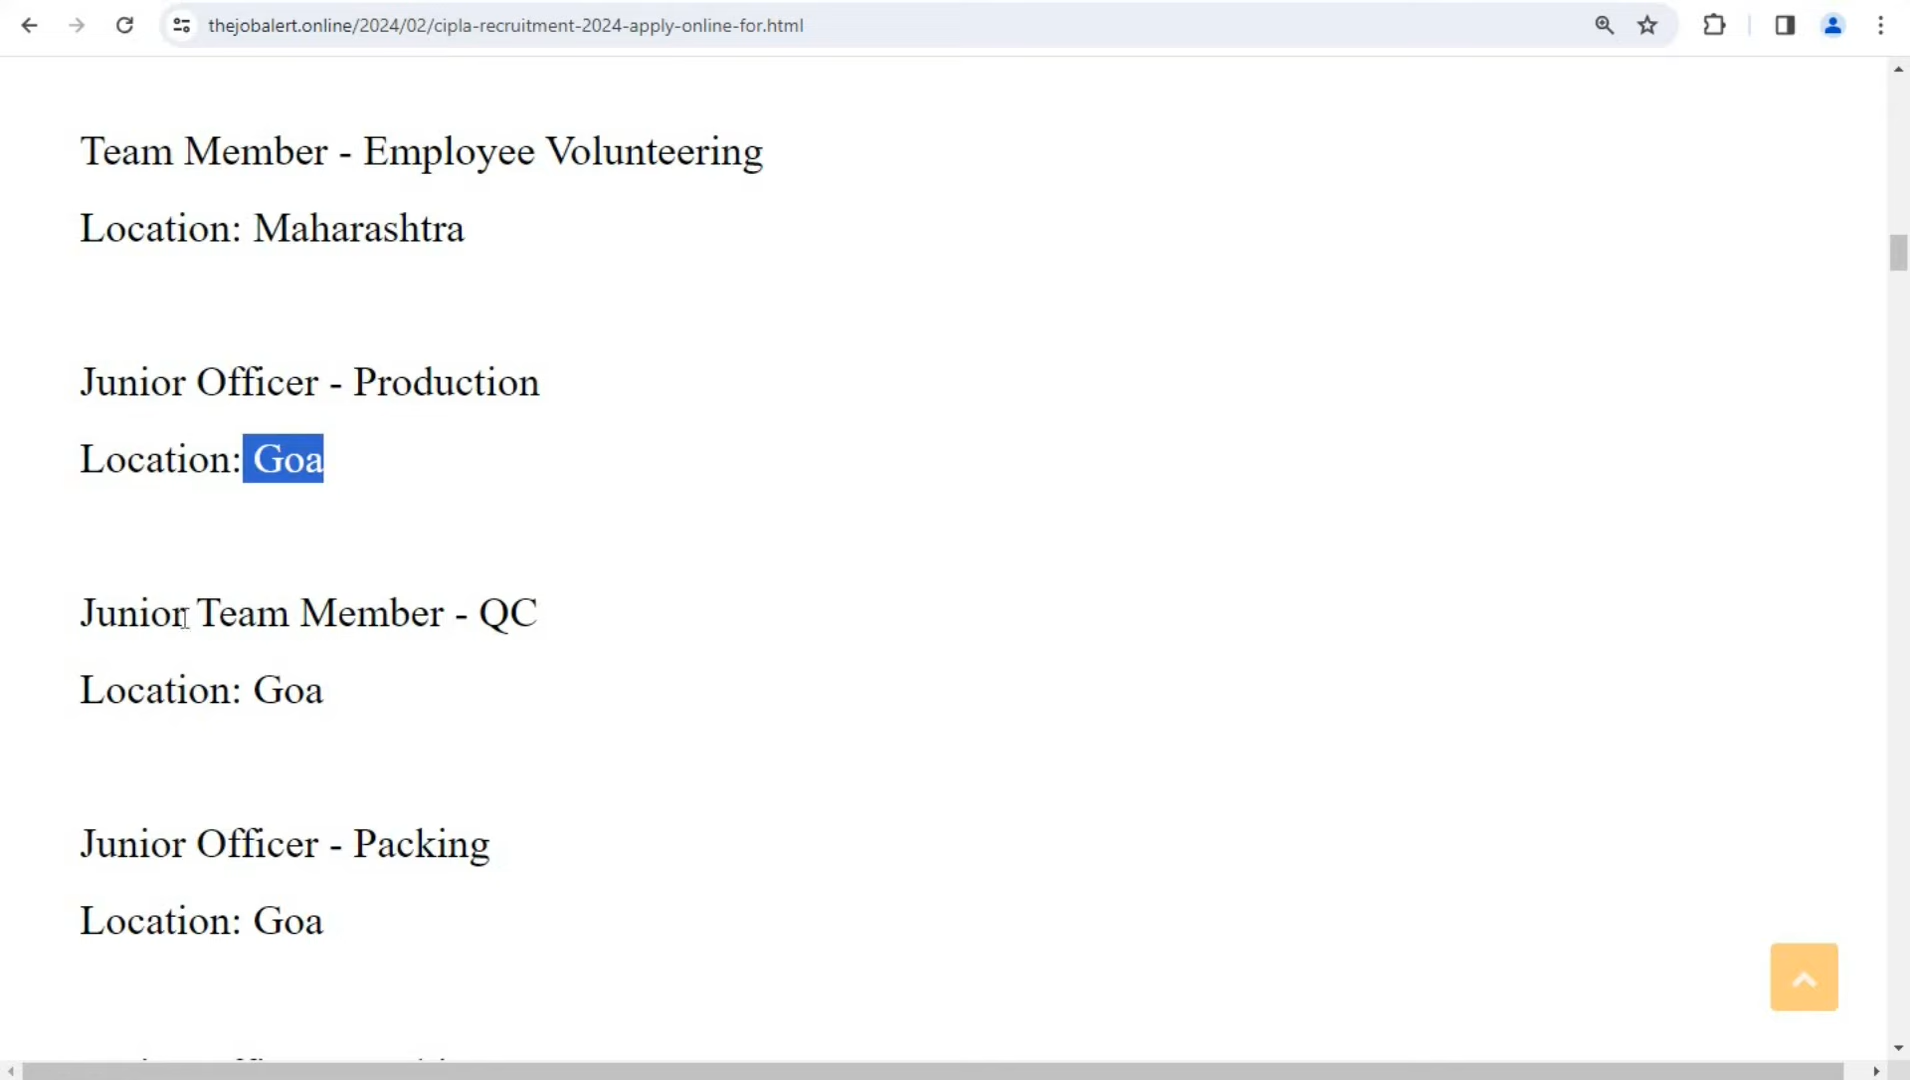 thejobalert.online/2024/02/cipla-recruitment-2024-apply-online-for.html
Team Member - Employee Volunteering
Location: Maharashtra
Junior Officer - Production
Location: Goa
Junior Team Member - QC
Location: Goa
Junior Officer - Packing
Location: Goa